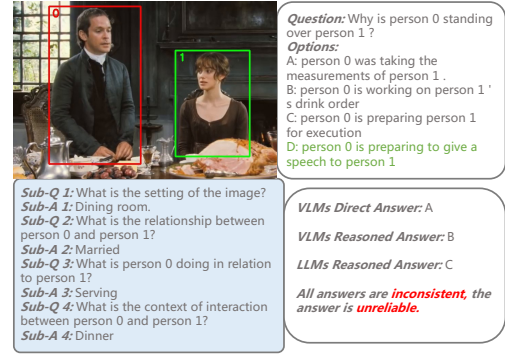 0
1
Question: Why is person 0 standing
over person 1 ?
Options:
A: person 0 was taking the
measurements of person 1 .
B: person 0 is working on person 1 '
s drink order
C: person 0 is preparing person 1
for execution
D: person 0 is preparing to give a
speech to person 1
Sub-Q 1: What is the setting of the image?
Sub-A 1: Dining room.
Sub-Q 2: What is the relationship between
person 0 and person 1?
Sub-A 2: Married
Sub-Q 3: What is person 0 doing in relation
to person 1?
Sub-A 3: Serving
Sub-Q 4: What is the context of interaction
between person 0 and person 1?
Sub-A 4: Dinner
VLMs Direct Answer: A
VLMs Reasoned Answer: B
LLMs Reasoned Answer: C
All answers are inconsistent, the
answer is unreliable.